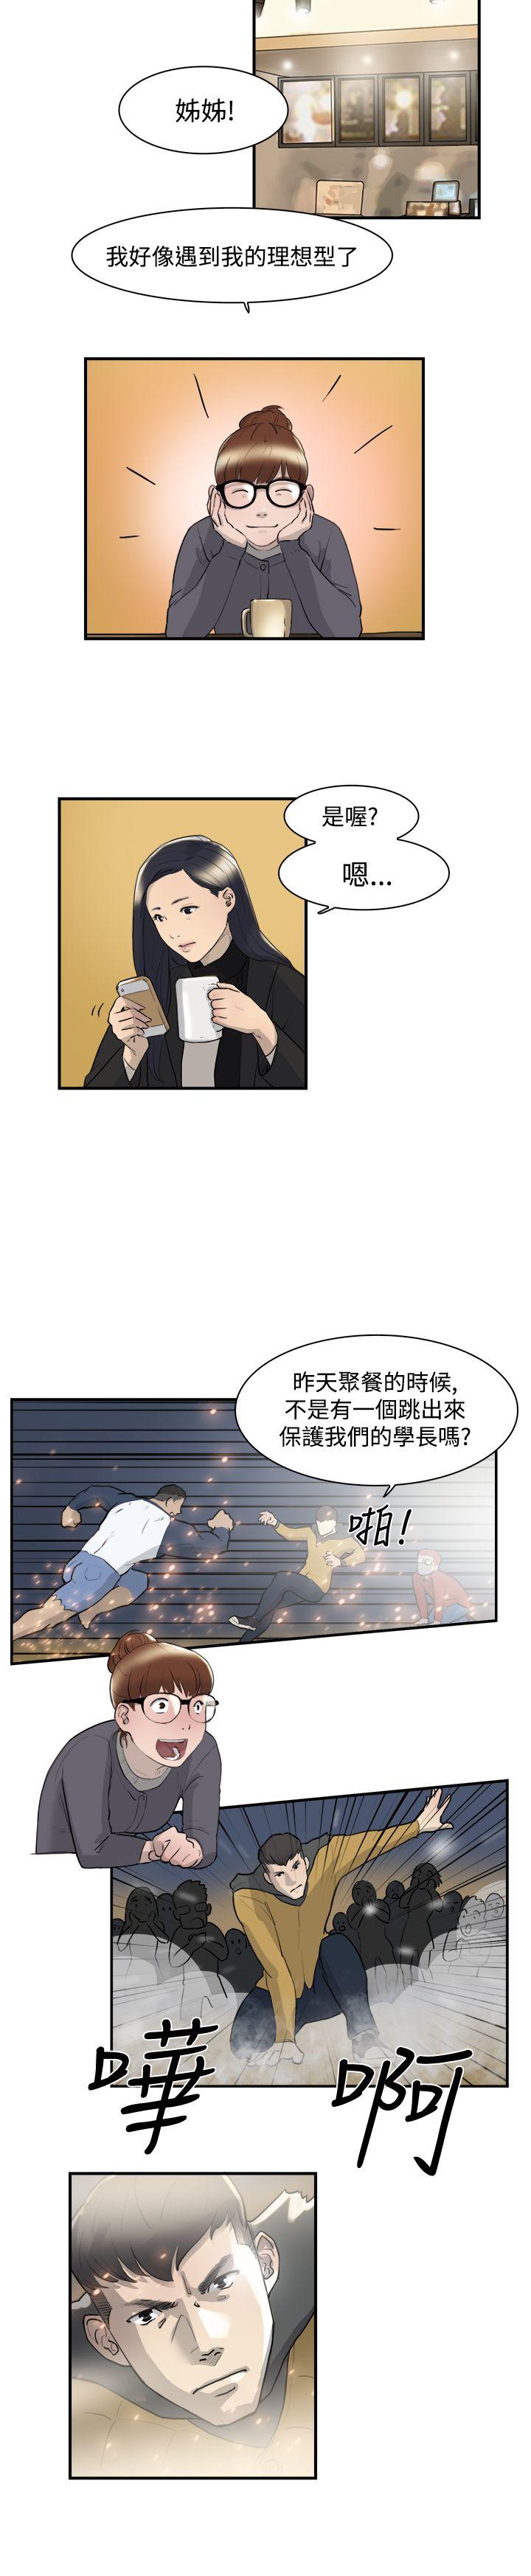 姊姊!
我好像遇到我的理想型了
是喔?
嗯...
昨天聚餐的時候,
不是有一個跳出來
保護我們的學長嗎?
啪!
嘩啊